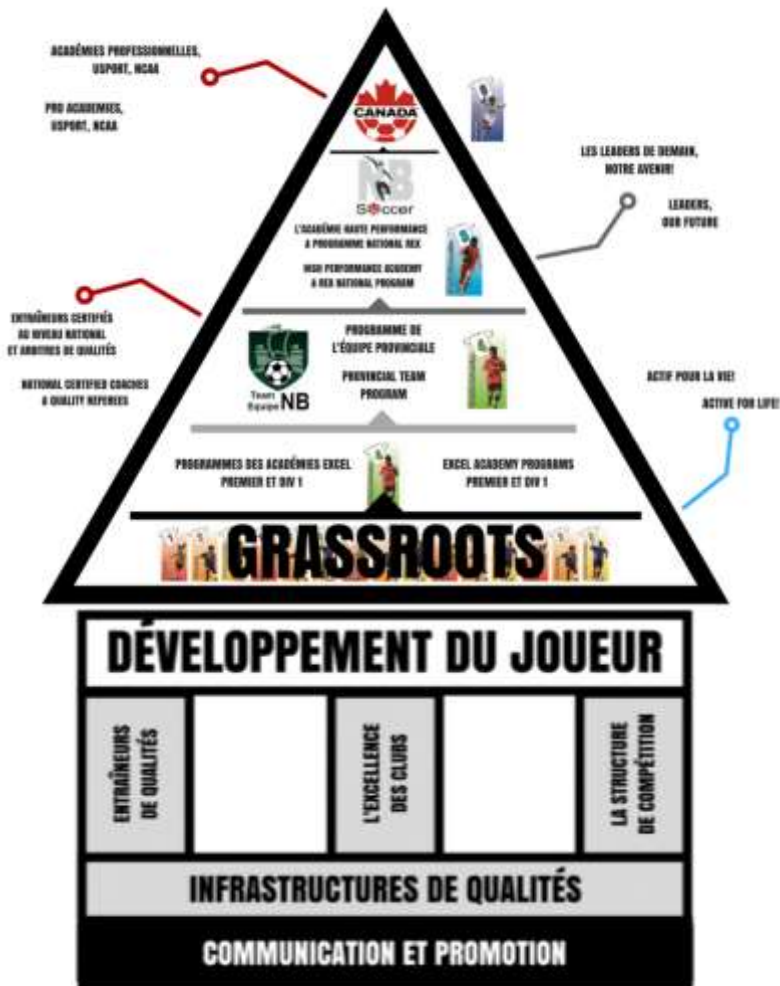 ACADÉMIES PROFESSIONNELLES,
USPORT, NCAA
PRO ACADEMIES,
USPORT, NCAA
CANADA
LES LEADERS DE DEMAIN,
NOTRE AVENIR!
LEADERS,
OUR FUTURE
NB
Soccer
L'ACADÉMIE HAUTE PERFORMANCE
& PROGRAMME NATIONAL REX
HIGH PERFORMANCE ACADEMY
& REX NATIONAL PROGRAM
ENTRAÎNEURS CERTIFIÉS
AU NIVEAU NATIONAL
ET ARBITRES DE QUALITÉS
NATIONAL CERTIFIED COACHES
& QUALITY REFEREES
Team
Equipe NB
PROGRAMME DE
L'ÉQUIPE PROVINCIALE
PROVINCIAL TEAM
PROGRAM
ACTIF POUR LA VIE!
ACTIVE FOR LIFE!
PROGRAMMES DES ACADÉMIES EXCEL
PREMIER ET DIV 1
EXCEL ACADEMY PROGRAMS
PREMIER ET DIV 1
GRASSROOTS
DÉVELOPPEMENT DU JOUEUR
ENTRAÎNEURS
DE QUALITÉS
L'EXCELLENCE
DES CLUBS
LA STRUCTURE
DE COMPÉTITION
INFRASTRUCTURES DE QUALITÉS
COMMUNICATION ET PROMOTION